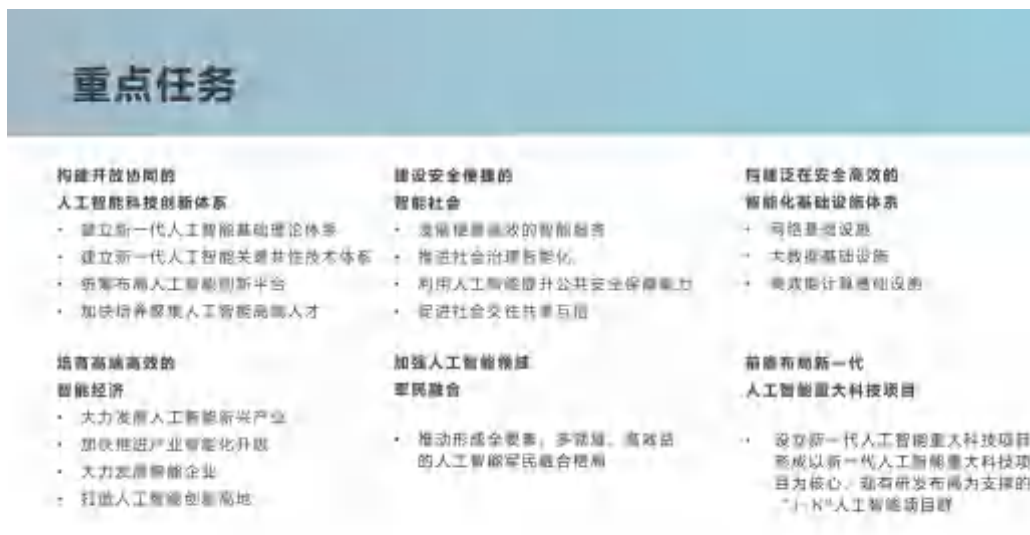 重点任务
构建开放协同的
人工智能科技创新体系
• 建立新一代人工智能基础理论体系
• 建立新一代人工智能关键共性技术体系
• 统筹布局人工智能创新平台
• 加快培养聚集人工智能高端人才
培育高端高效的
智能经济
• 大力发展人工智能新兴产业
• 加快推进产业智能化升级
• 大力发展智能企业
• 打造人工智能创新高地
建设安全便捷的
智能社会
• 发展便捷高效的智能服务
• 推进社会治理智能化
• 利用人工智能提升公共安全保障能力
• 促进社会交往共享互信
加强人工智能领域
军民融合
• 推动形成全要素、多领域、高效益
的人工智能军民融合格局
构建泛在安全高效的
智能化基础设施体系
• 网络基础设施
• 大数据基础设施
• 高效能计算基础设施
前瞻布局新一代
人工智能重大科技项目
• 设立新一代人工智能重大科技项目
形成以新一代人工智能重大科技项
目为核心、现有研发布局为支撑的
“1+N”人工智能项目群